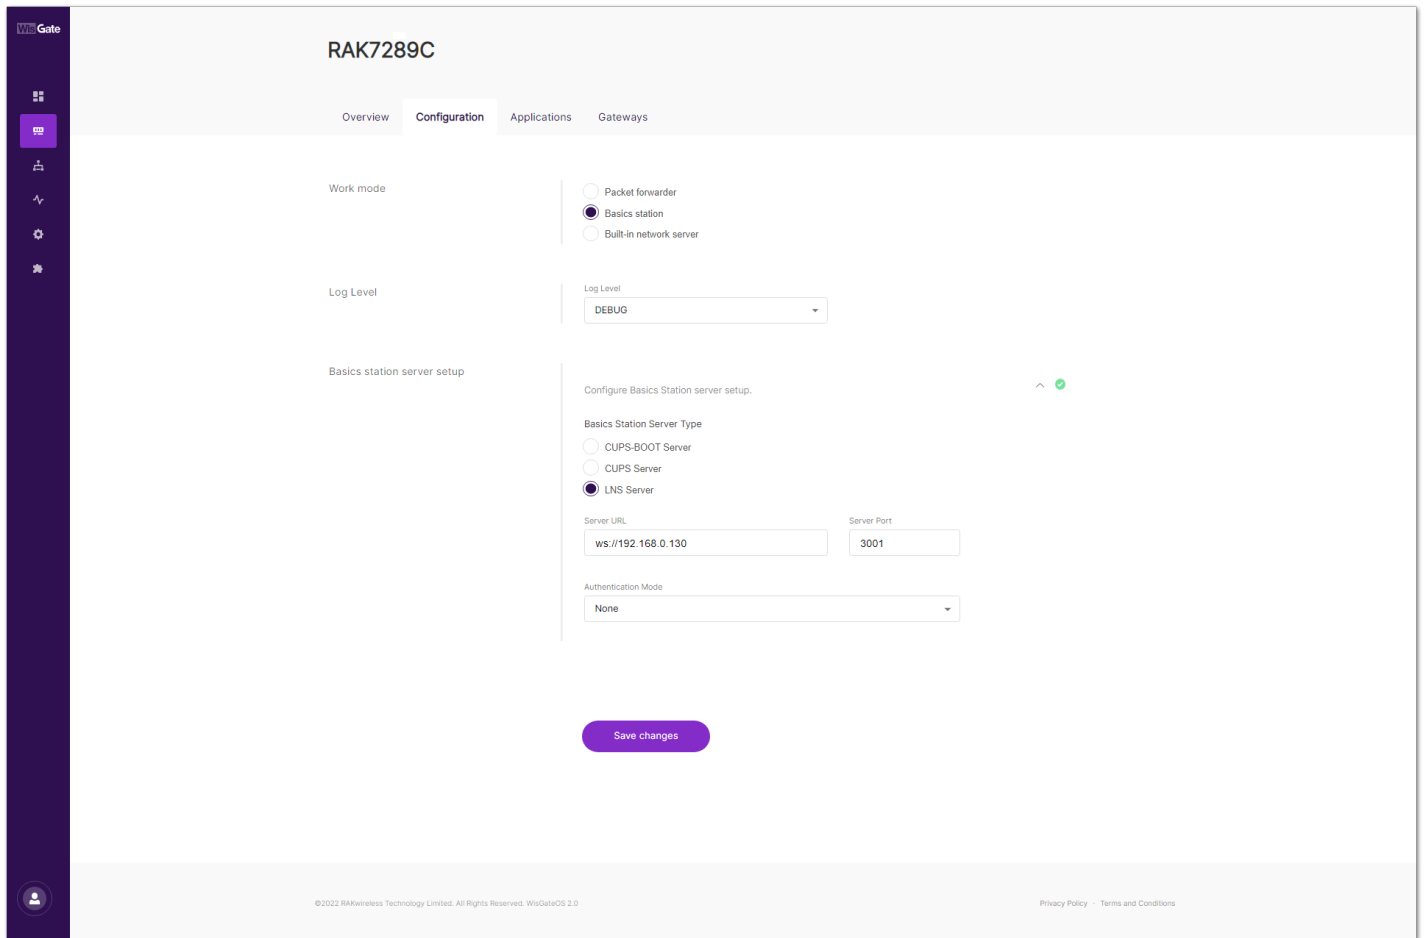 WisGate
RAK7289C
Overview Configuration Applications Gateways
Work mode
Packet forwarder
Basics station
Built-in network server
Log Level
Log Level
DEBUG
Basics station server setup
Configure Basics Station server setup.
Basics Station Server Type
CUPS-BOOT Server
CUPS Server
LNS Server
Server URL Server Port
ws://192.168.0.130 3001
Authentication Mode
None
Save changes
©2022 RAKwireless Technology Limited. All Rights Reserved. WisGateOS 2.0 Privacy Policy · Terms and Conditions